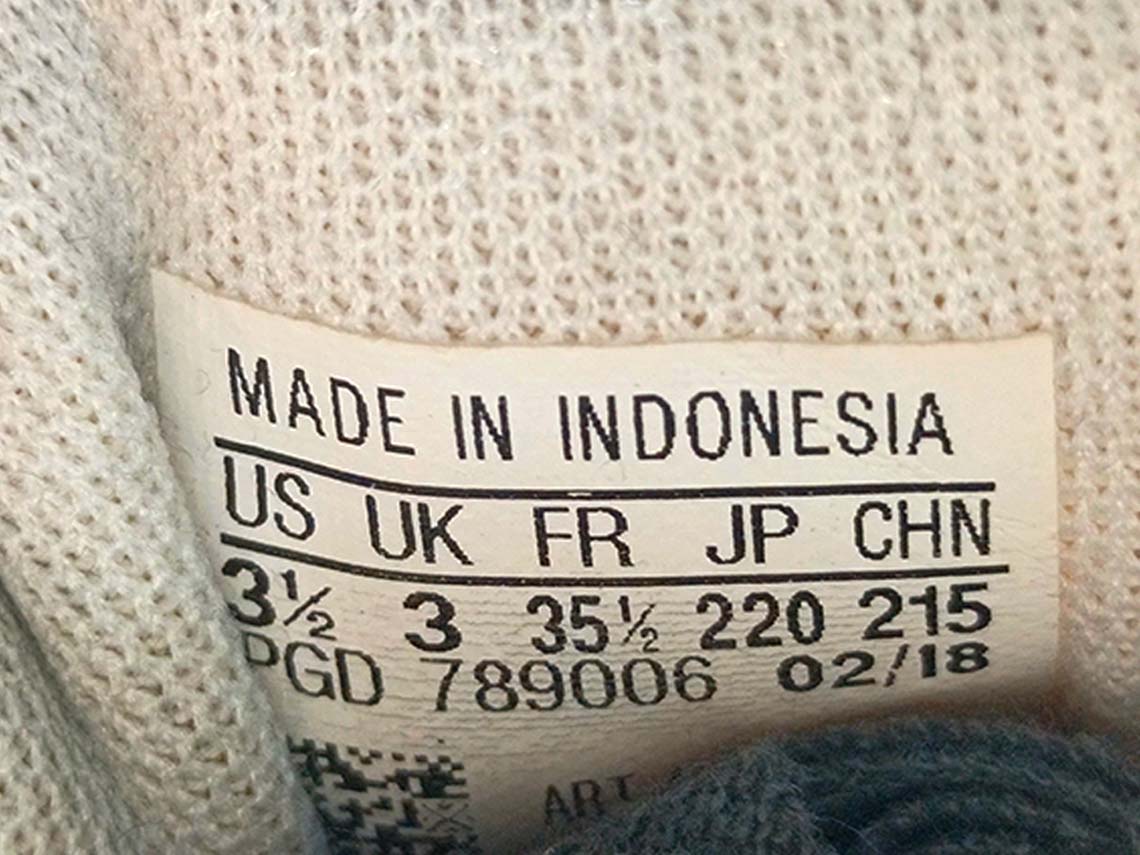 MADE IN INDONESIA
US UK FR JP CHN
3½ 3 35½ 220 215
PGD 789006 02/18
ART